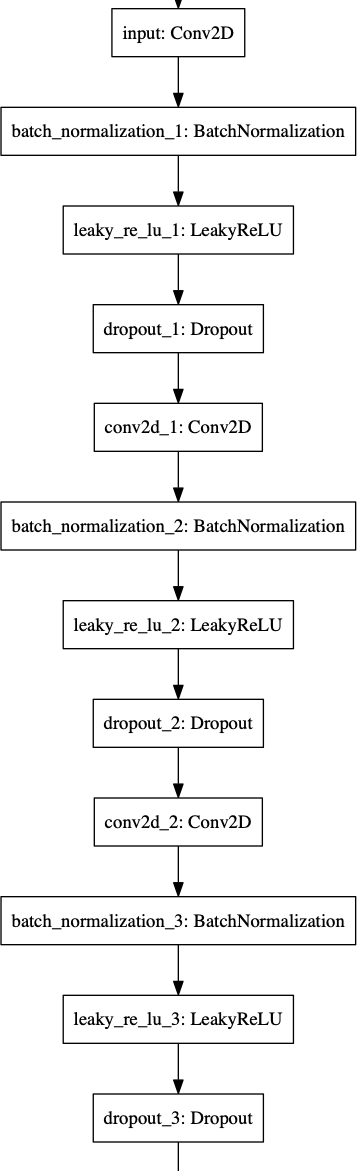 input: Conv2D
batch_normalization_1: BatchNormalization
leaky_re_lu_1: LeakyReLU
dropout_1: Dropout
conv2d_1: Conv2D
batch_normalization_2: BatchNormalization
leaky_re_lu_2: LeakyReLU
dropout_2: Dropout
conv2d_2: Conv2D
batch_normalization_3: BatchNormalization
leaky_re_lu_3: LeakyReLU
dropout_3: Dropout